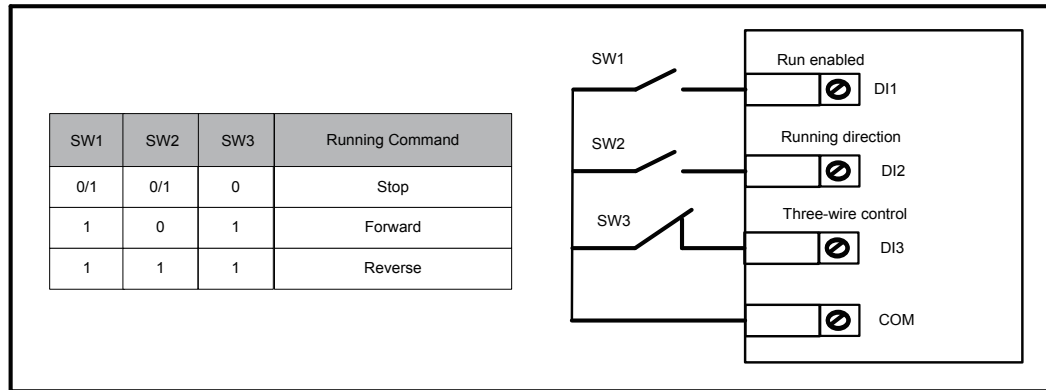 SW1 SW2 SW3 Running Command
0/1 0/1 0 Stop
1 0 1 Forward
1 1 1 Reverse
SW1
Run enabled
DI1
SW2
Running direction
DI2
SW3
Three-wire control
DI3
COM